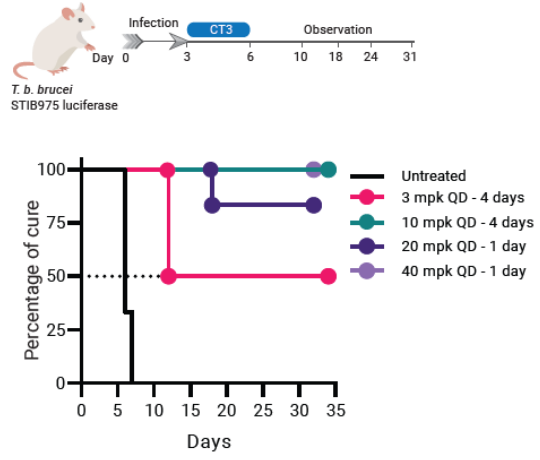 Infection
CT3
Observation
Day 0 3 6 10 18 24 31
T. b. brucei
STIB975 luciferase
Percentage of cure
100
75
50
25
0
0 5 10 15 20 25 30 35
Days
Untreated
3 mpk QD - 4 days
10 mpk QD - 4 days
20 mpk QD - 1 day
40 mpk QD - 1 day